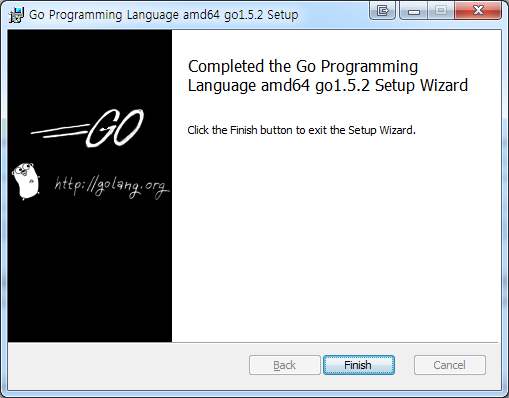 Go Programming Language amd64 go1.5.2 Setup
GO
http://golang.org
Completed the Go Programming
Language amd64 go1.5.2 Setup Wizard
Click the Finish button to exit the Setup Wizard.
Back
Finish
Cancel